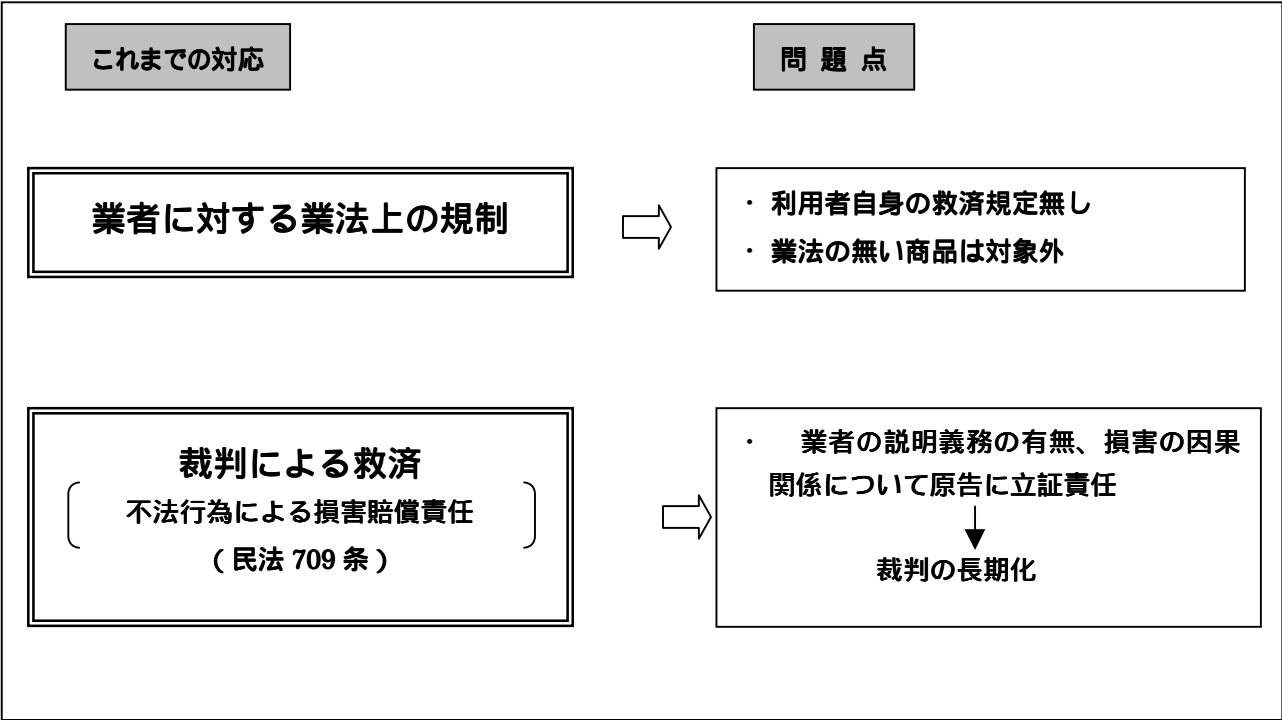 これまでの対応
問 題 点
業者に対する業法上の規制
・ 利用者自身の救済規定無し
・ 業法の無い商品は対象外
裁判による救済
不法行為による損害賠償責任
( 民法 709 条 )
・ 業者の説明義務の有無、損害の因果
関係について原告に立証責任
裁判の長期化